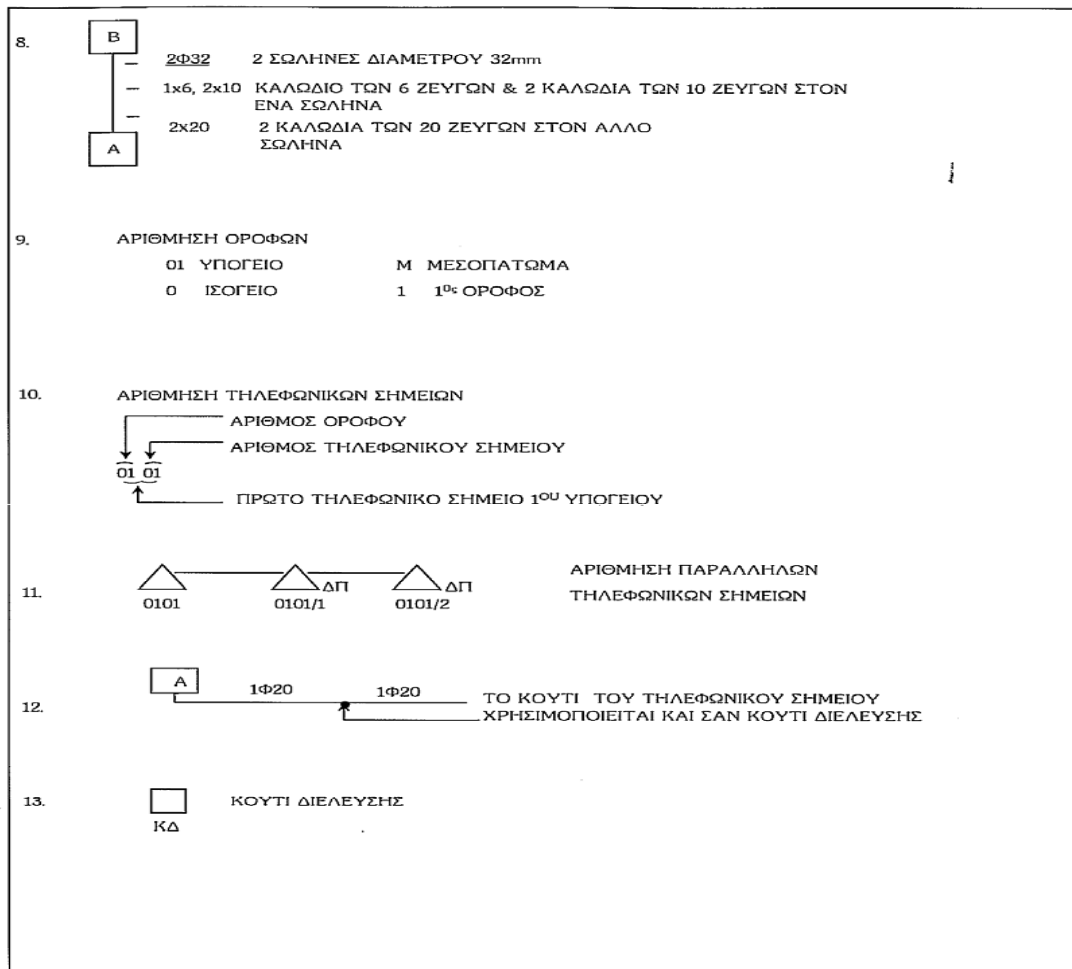 8.
B
2Φ32 2 ΣΩΛΗΝΕΣ ΔΙΑΜΕΤΡΟΥ 32mm
1x6, 2x10 ΚΑΛΩΔΙΟ ΤΩΝ 6 ΖΕΥΓΩΝ & 2 ΚΑΛΩΔΙΑ ΤΩΝ 10 ΖΕΥΓΩΝ ΣΤΟΝ
ΕΝΑ ΣΩΛΗΝΑ
2x20 2 ΚΑΛΩΔΙΑ ΤΩΝ 20 ΖΕΥΓΩΝ ΣΤΟΝ ΑΛΛΟ
ΣΩΛΗΝΑ
A
9. ΑΡΙΘΜΗΣΗ ΟΡΟΦΩΝ
01 ΥΠΟΓΕΙΟ Μ ΜΕΣΟΠΑΤΩΜΑ
0 ΙΣΟΓΕΙΟ 1 1ος ΟΡΟΦΟΣ
10. ΑΡΙΘΜΗΣΗ ΤΗΛΕΦΩΝΙΚΩΝ ΣΗΜΕΙΩΝ
ΑΡΙΘΜΟΣ ΟΡΟΦΟΥ
ΑΡΙΘΜΟΣ ΤΗΛΕΦΩΝΙΚΟΥ ΣΗΜΕΙΟΥ
01 01
ΠΡΩΤΟ ΤΗΛΕΦΩΝΙΚΟ ΣΗΜΕΙΟ 1ΟU ΥΠΟΓΕΙΟΥ
11.
ΔΠ ΔΠ
0101 0101/1 0101/2
ΑΡΙΘΜΗΣΗ ΠΑΡΑΛΛΗΛΩΝ
ΤΗΛΕΦΩΝΙΚΩΝ ΣΗΜΕΙΩΝ
12.
A
1Φ20 1Φ20
ΤΟ ΚΟΥΤΙ ΤΟΥ ΤΗΛΕΦΩΝΙΚΟΥ ΣΗΜΕΙΟΥ
ΧΡΗΣΙΜΟΠΟΙΕΙΤΑΙ ΚΑΙ ΣΑΝ ΚΟΥΤΙ ΔΙΕΛΕΥΣΗΣ
13. ΚΟΥΤΙ ΔΙΕΛΕΥΣΗΣ
ΚΔ